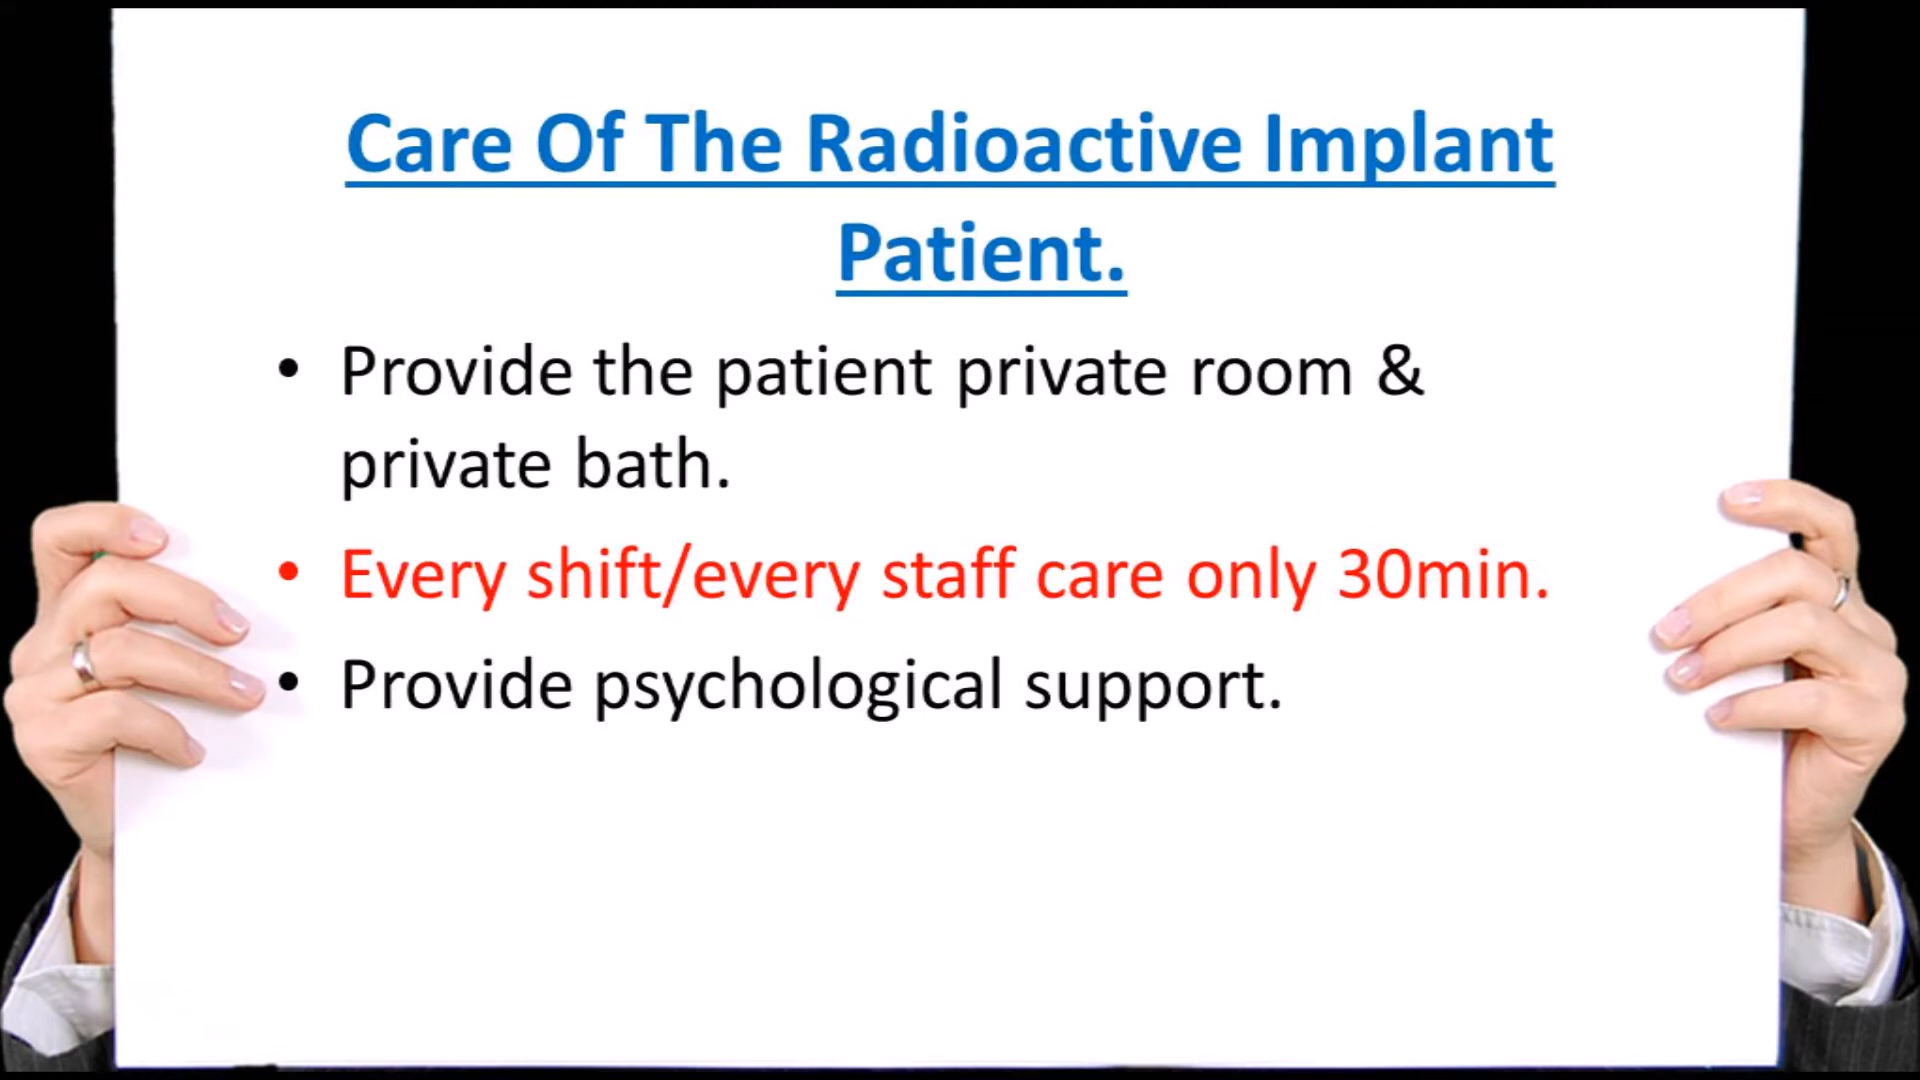 Care Of The Radioactive Implant
Patient.
• Provide the patient private room &
private bath.
• Every shift/every staff care only 30min.
• Provide psychological support.